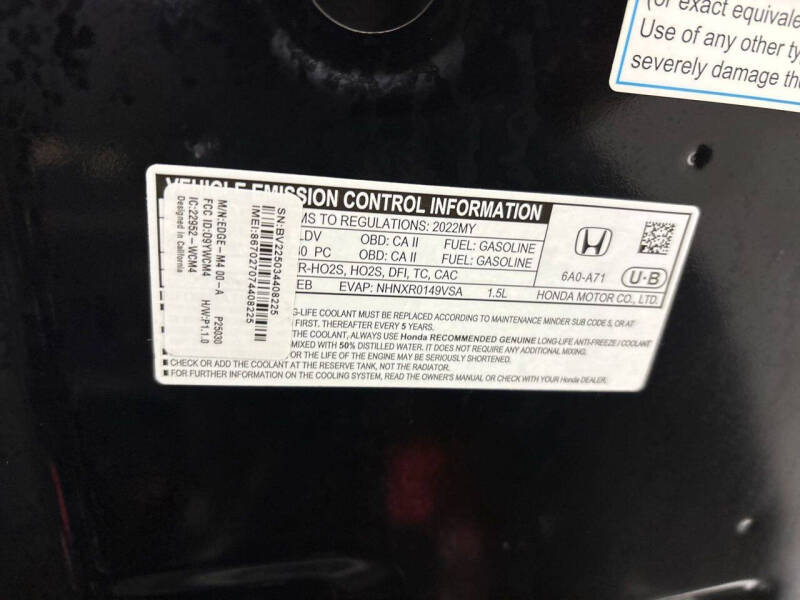 (or exact equivale
Use of any other ty
severely damage th
VEHICLE EMISSION CONTROL INFORMATION
MS TO REGULATIONS: 2022MY
LDV OBD: CA II FUEL: GASOLINE
0 PC OBD: CA II FUEL: GASOLINE
R-HO2S, HO2S, DFI, TC, CAC
EB EVAP: NHNXR0149VSA 1.5L
6A0-A71 U·B
HONDA MOTOR CO., LTD.
G-LIFE COOLANT MUST BE REPLACED ACCORDING TO MAINTENANCE MINDER SUB CODE 5, OR AT
FIRST. THEREAFTER EVERY 5 YEARS.
COOLANT, ALWAYS USE Honda RECOMMENDED GENUINE LONG-LIFE ANTI-FREEZE / COOLANT
MIXED WITH 50% DISTILLED WATER. IT DOES NOT REQUIRE ANY ADDITIONAL MIXING.
OR THE LIFE OF THE ENGINE MAY BE SERIOUSLY SHORTENED.
CHECK OR ADD THE COOLANT AT THE RESERVE TANK, NOT THE RADIATOR.
FOR FURTHER INFORMATION ON THE COOLING SYSTEM, READ THE OWNER'S MANUAL OR CHECK WITH YOUR Honda DEALER.
SN:BV225034408225
IMEI:867027074408225
M/N:EDGE-M4 00-A P25030
FCC ID:O9YWCM4 H/W:P1.1.0
IC:22952-WCM4
Designed in California